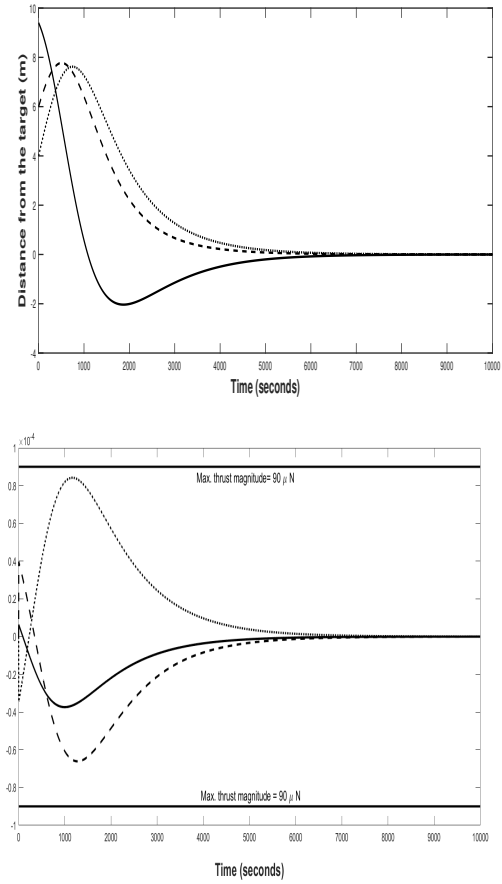 10
8
6
4
2
0
-2
-4
Distance from the target (m)
0 1000 2000 3000 4000 5000 6000 7000 8000 9000 10000
Time (seconds)
× 10-4
1
0.8
0.6
0.4
0.2
0
-0.2
-0.4
-0.6
-0.8
-1
Max. thrust magnitude= 90 μ N
Max. thrust magnitude = 90 μ N
0 1000 2000 3000 4000 5000 6000 7000 8000 9000 10000
Time (seconds)